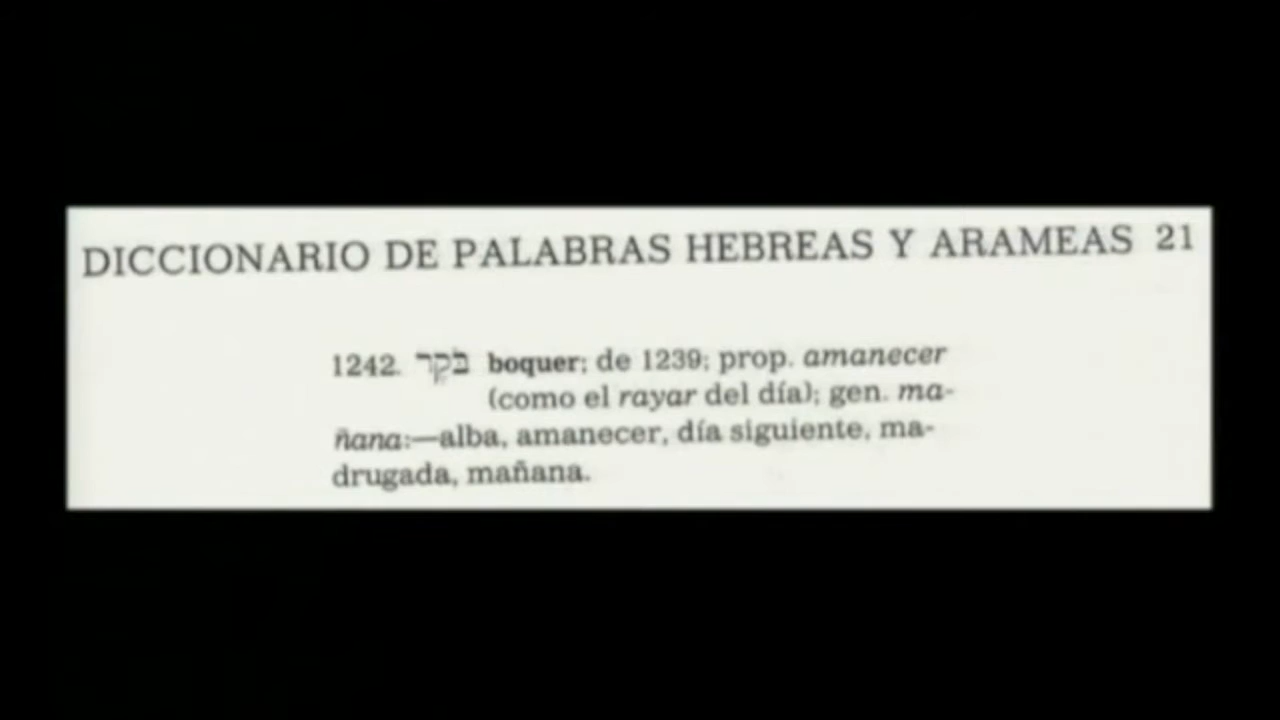 DICCIONARIO DE PALABRAS HEBREAS Y ARAMEAS 21
1242. בֹּקֶר boquer; de 1239; prop. amanecer
(como el rayar del día); gen. ma-
ñana:—alba, amanecer, día siguiente, ma-
drugada, mañana.